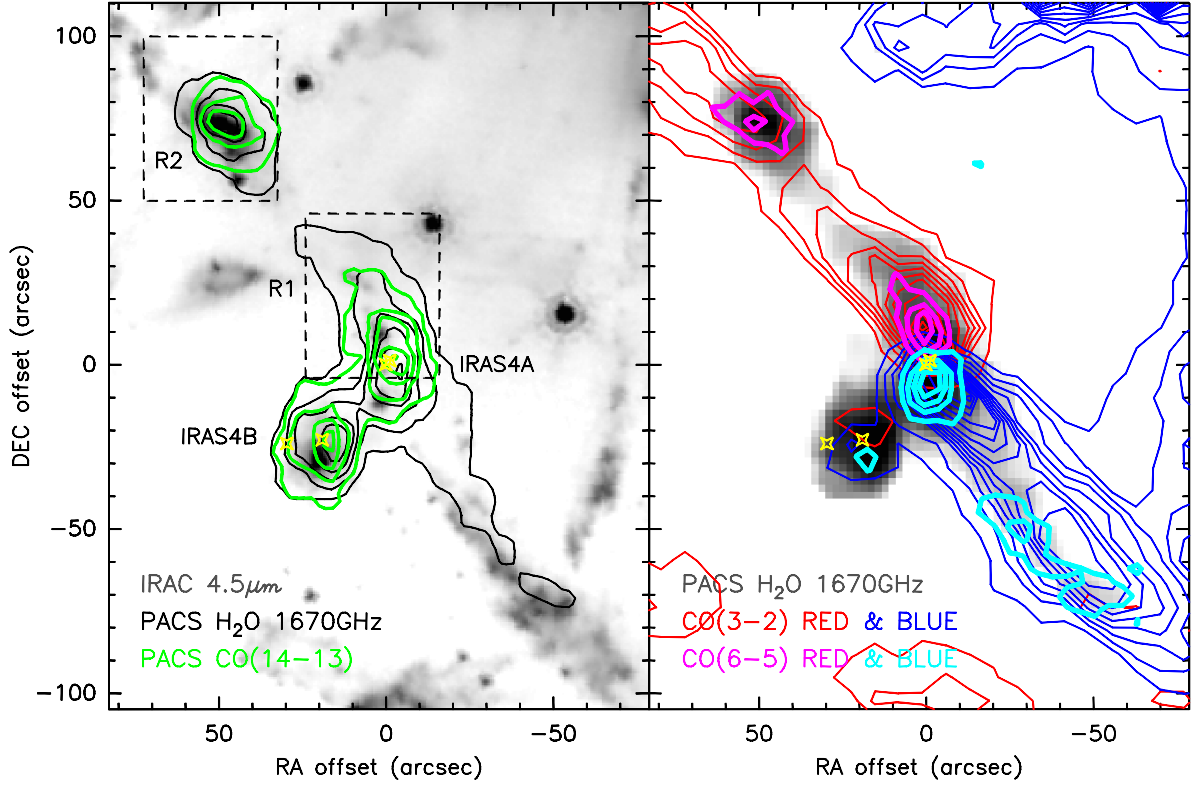 100
50
0
−50
−100
DEC offset (arcsec)
R2
R1
IRAS4A
IRAS4B
IRAC 4.5μm
PACS H₂O 1670GHz
PACS CO(14−13)
50
0
−50
RA offset (arcsec)
PACS H₂O 1670GHz
CO(3−2) RED & BLUE
CO(6−5) RED & BLUE
50
0
−50
RA offset (arcsec)